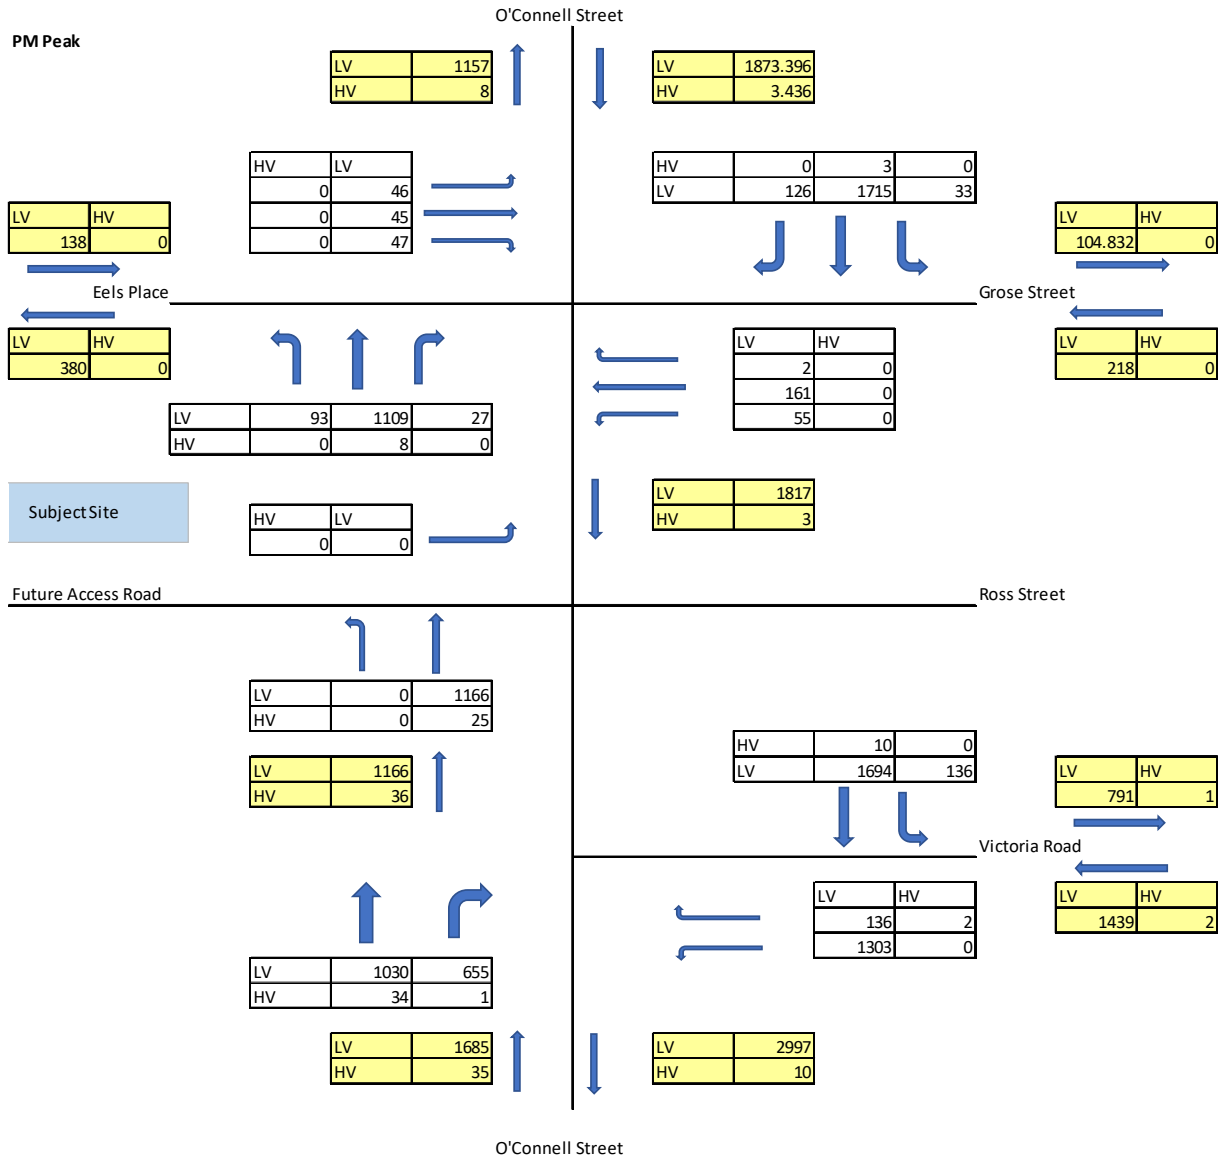 O'Connell Street
PM Peak
LV 1157
HV 8
LV 1873.396
HV 3.436
HV LV
0 46
0 45
0 47
HV 0 3 0
LV 126 1715 33
LV HV
138 0
LV HV
104.832 0
Eels Place
Grose Street
LV HV
380 0
LV HV
2 0
161 0
55 0
LV HV
218 0
LV 93 1109 27
HV 0 8 0
Subject Site
HV LV
0 0
LV 1817
HV 3
Future Access Road
Ross Street
LV 0 1166
HV 0 25
LV 1166
HV 36
HV 10 0
LV 1694 136
LV HV
791 1
Victoria Road
LV HV
136 2
1303 0
LV HV
1439 2
LV 1030 655
HV 34 1
LV 1685
HV 35
LV 2997
HV 10
O'Connell Street